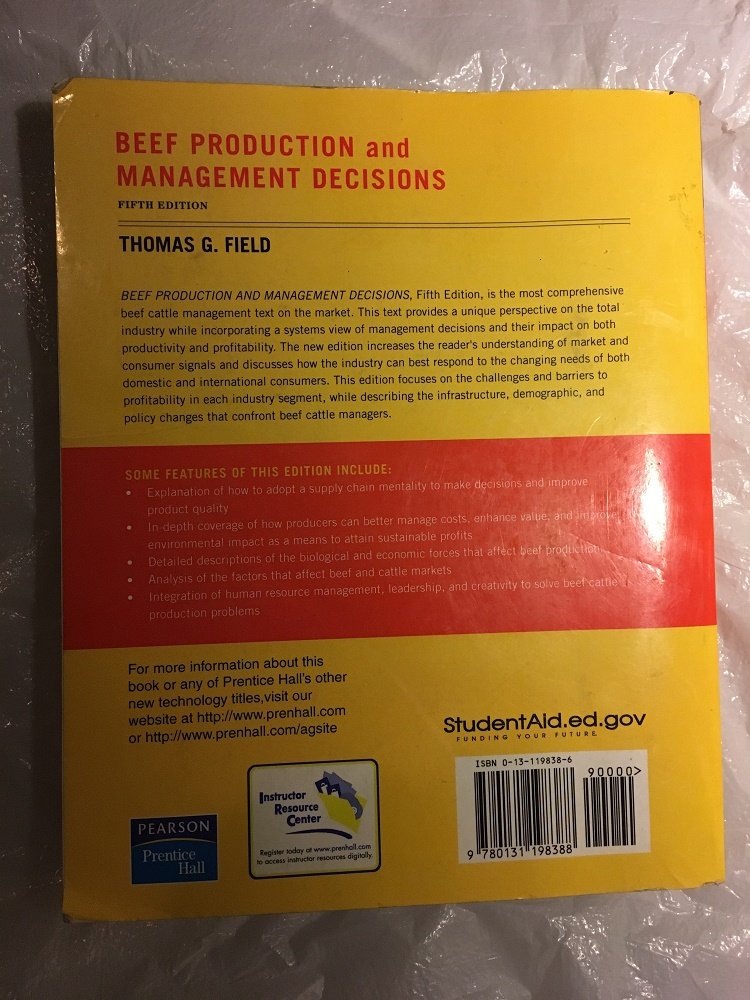 BEEF PRODUCTION and
MANAGEMENT DECISIONS
FIFTH EDITION
THOMAS G. FIELD
BEEF PRODUCTION AND MANAGEMENT DECISIONS, Fifth Edition, is the most comprehensive
beef cattle management text on the market. This text provides a unique perspective on the total
industry while incorporating a systems view of management decisions and their impact on both
productivity and profitability. The new edition increases the reader's understanding of market and
consumer signals and discusses how the industry can best respond to the changing needs of both
domestic and international consumers. This edition focuses on the challenges and barriers to
profitability in each industry segment, while describing the infrastructure, demographic, and
policy changes that confront beef cattle managers.
SOME FEATURES OF THIS EDITION INCLUDE:
• Explanation of how to adopt a supply chain mentality to make decisions and improve
product quality
• In-depth coverage of how producers can better manage costs, enhance value, and improve
environmental impact as a means to attain sustainable profits
• Detailed descriptions of the biological and economic forces that affect beef production
• Analysis of the factors that affect beef and cattle markets
• Integration of human resource management, leadership, and creativity to solve beef cattle
production problems
For more information about this
book or any of Prentice Hall's other
new technology titles,visit our
website at http://www.prenhall.com
or http://www.prenhall.com/agsite
StudentAid.ed.gov
FUNDING YOUR FUTURE.
ISBN 0-13-119838-6
90000>
9 780131 198388
Instructor
Resource
Center
Register today at www.prenhall.com
to access instructor resources digitally.
PEARSON
Prentice
Hall